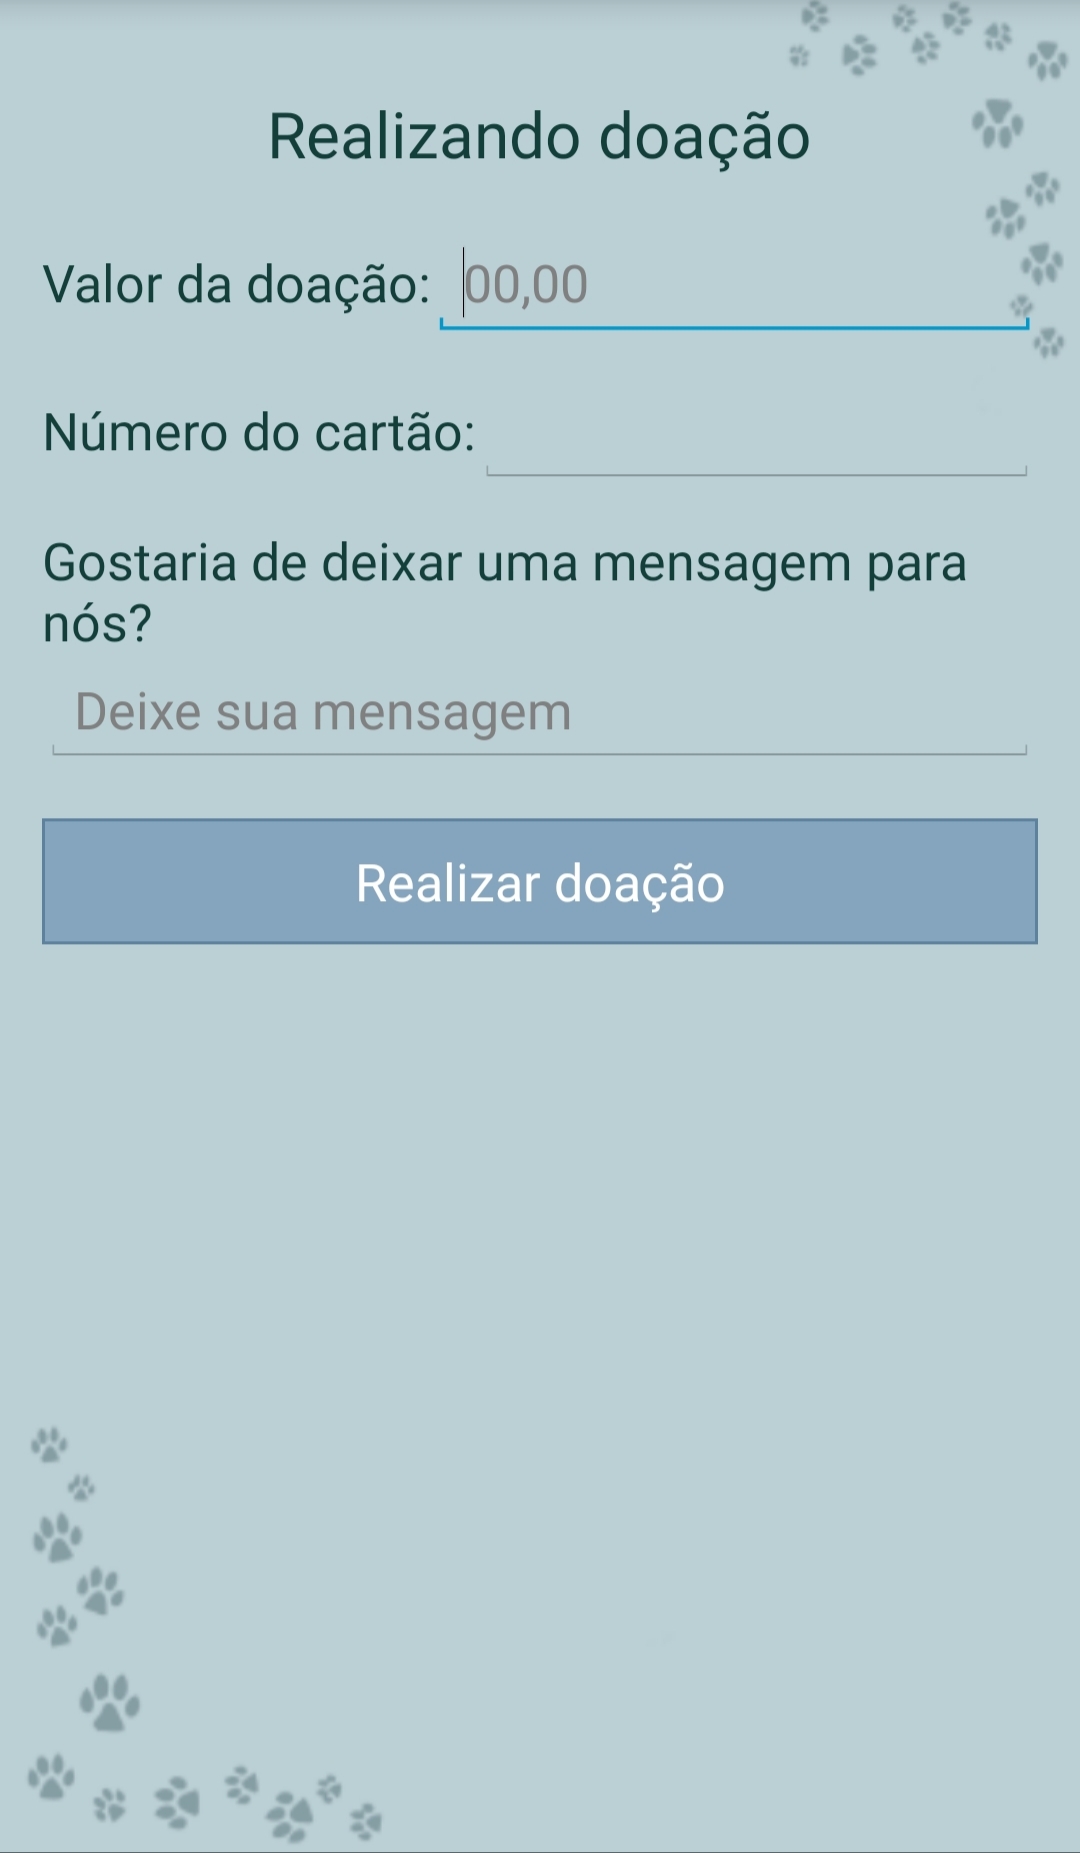 Realizando doação
Valor da doação: 00,00
Número do cartão:
Gostaria de deixar uma mensagem para
nós?
Deixe sua mensagem
Realizar doação